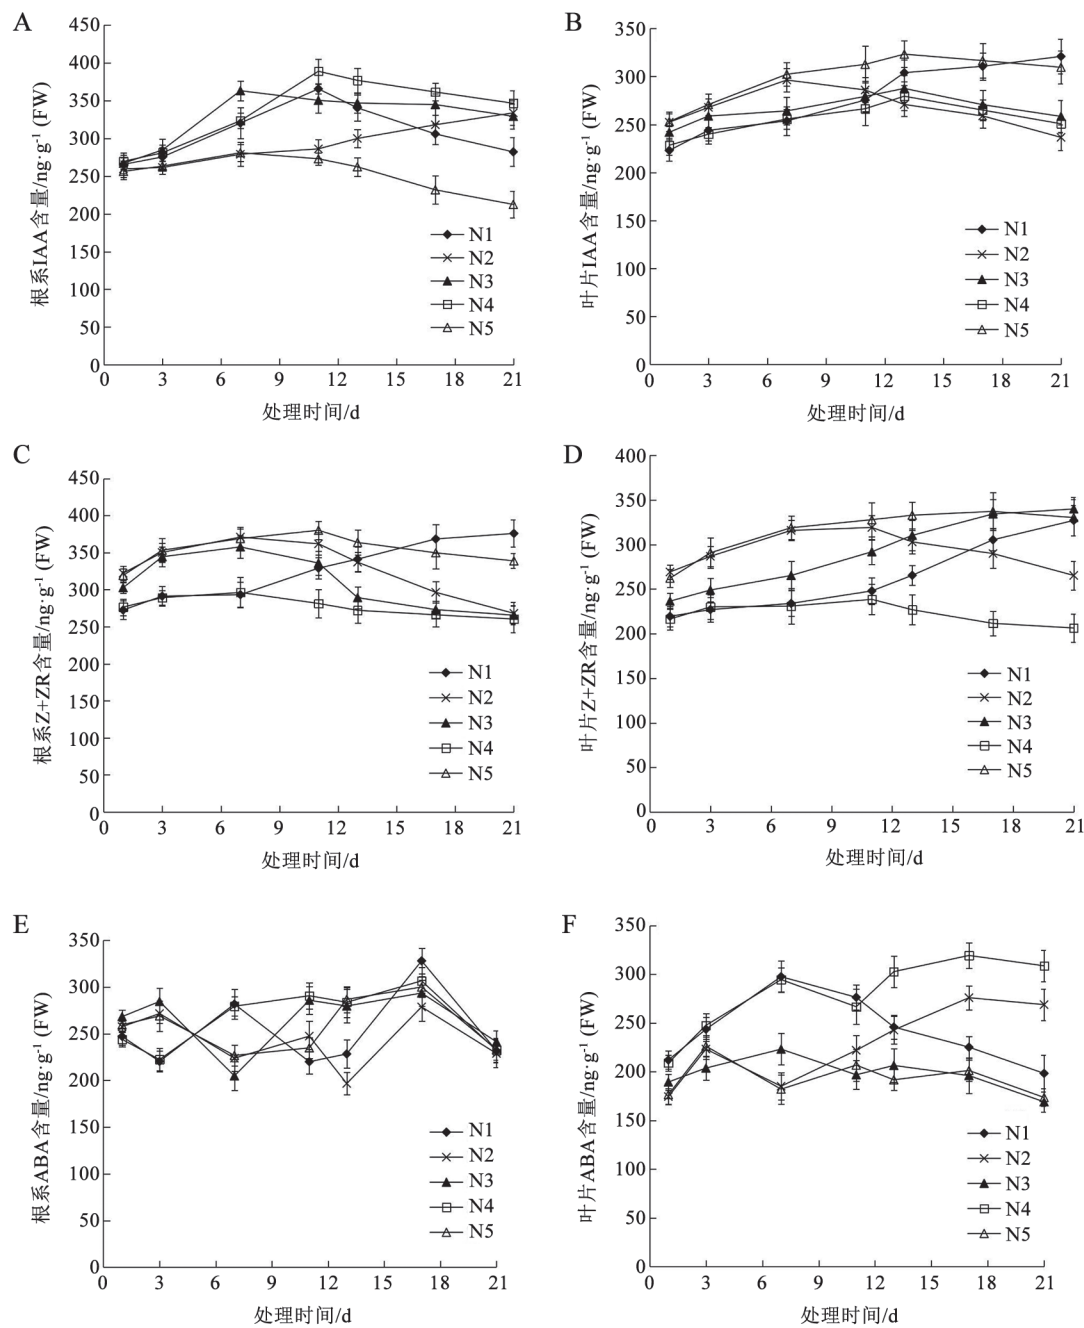 A
根系IAA含量/ng·g⁻¹ (FW)
450
400
350
300
250
200
150
100
50
0
0 3 6 9 12 15 18 21
处理时间/d
N1
N2
N3
N4
N5
B
叶片IAA含量/ng·g⁻¹ (FW)
350
300
250
200
150
100
50
0
0 3 6 9 12 15 18 21
处理时间/d
N1
N2
N3
N4
N5
C
根系Z+ZR含量/ng·g⁻¹ (FW)
450
400
350
300
250
200
150
100
50
0
0 3 6 9 12 15 18 21
处理时间/d
N1
N2
N3
N4
N5
D
叶片Z+ZR含量/ng·g⁻¹ (FW)
400
350
300
250
200
150
100
50
0
0 3 6 9 12 15 18 21
处理时间/d
N1
N2
N3
N4
N5
E
根系ABA含量/ng·g⁻¹ (FW)
350
300
250
200
150
100
50
0
0 3 6 9 12 15 18 21
处理时间/d
N1
N2
N3
N4
N5
F
叶片ABA含量/ng·g⁻¹ (FW)
350
300
250
200
150
100
50
0
0 3 6 9 12 15 18 21
处理时间/d
N1
N2
N3
N4
N5